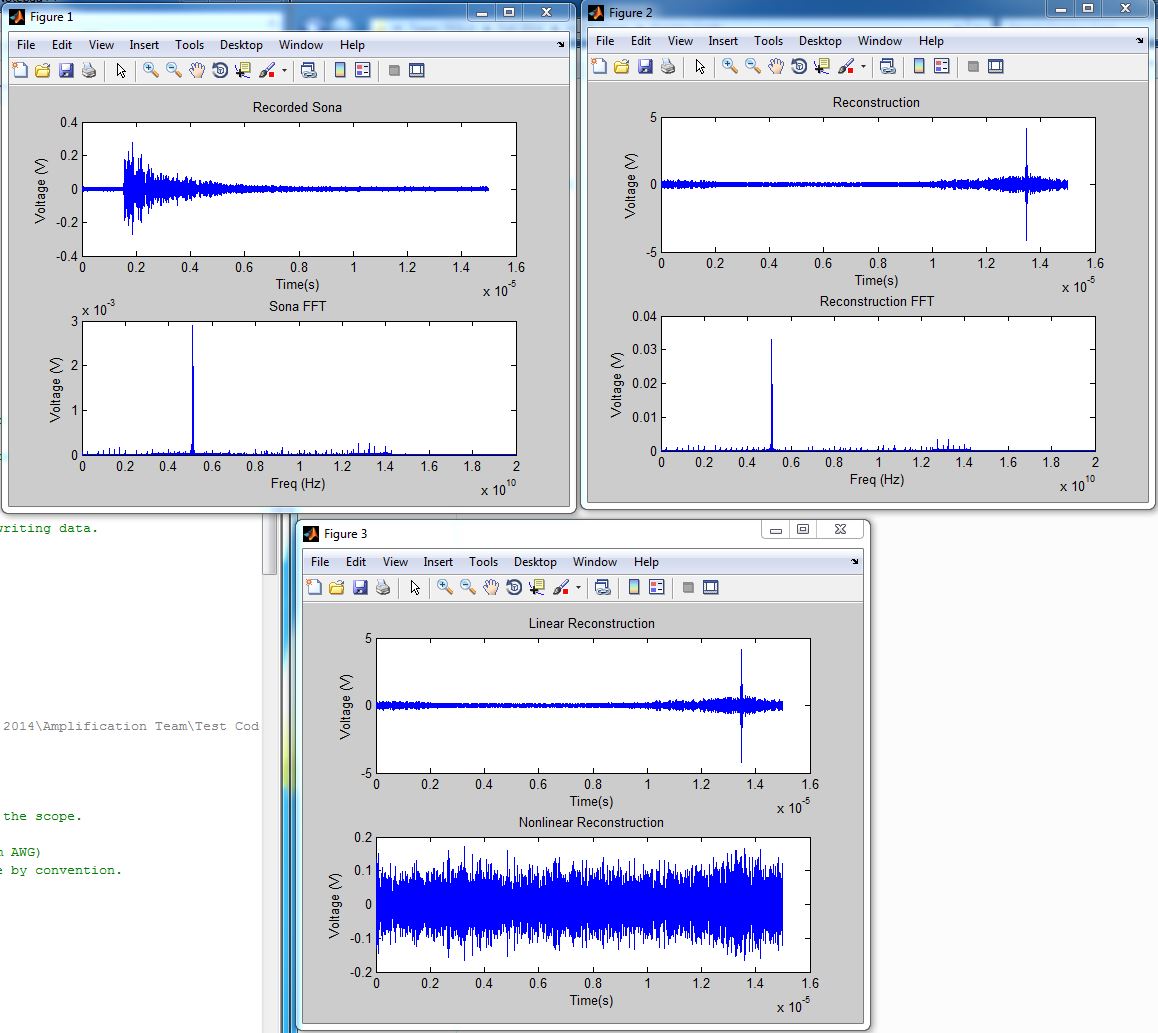 Figure 1
File Edit View Insert Tools Desktop Window Help
Recorded Sona
0.4
0.2
0
-0.2
-0.4
Voltage (V)
0 0.2 0.4 0.6 0.8 1 1.2 1.4 1.6
Time(s)
x 10^-5
Sona FFT
x 10^-3
3
2
1
0
Voltage (V)
0 0.2 0.4 0.6 0.8 1 1.2 1.4 1.6 1.8 2
Freq (Hz)
x 10^10
Figure 2
File Edit View Insert Tools Desktop Window Help
Reconstruction
5
0
-5
Voltage (V)
0 0.2 0.4 0.6 0.8 1 1.2 1.4 1.6
Time(s)
x 10^-5
Reconstruction FFT
0.04
0.03
0.02
0.01
0
Voltage (V)
0 0.2 0.4 0.6 0.8 1 1.2 1.4 1.6 1.8 2
Freq (Hz)
x 10^10
writing data.
2014\Amplification Team\Test Cod
the scope.
AWG)
by convention.
Figure 3
File Edit View Insert Tools Desktop Window Help
Linear Reconstruction
5
0
-5
Voltage (V)
0 0.2 0.4 0.6 0.8 1 1.2 1.4 1.6
Time(s)
x 10^-5
Nonlinear Reconstruction
0.2
0.1
0
-0.1
-0.2
Voltage (V)
0 0.2 0.4 0.6 0.8 1 1.2 1.4 1.6
Time(s)
x 10^-5